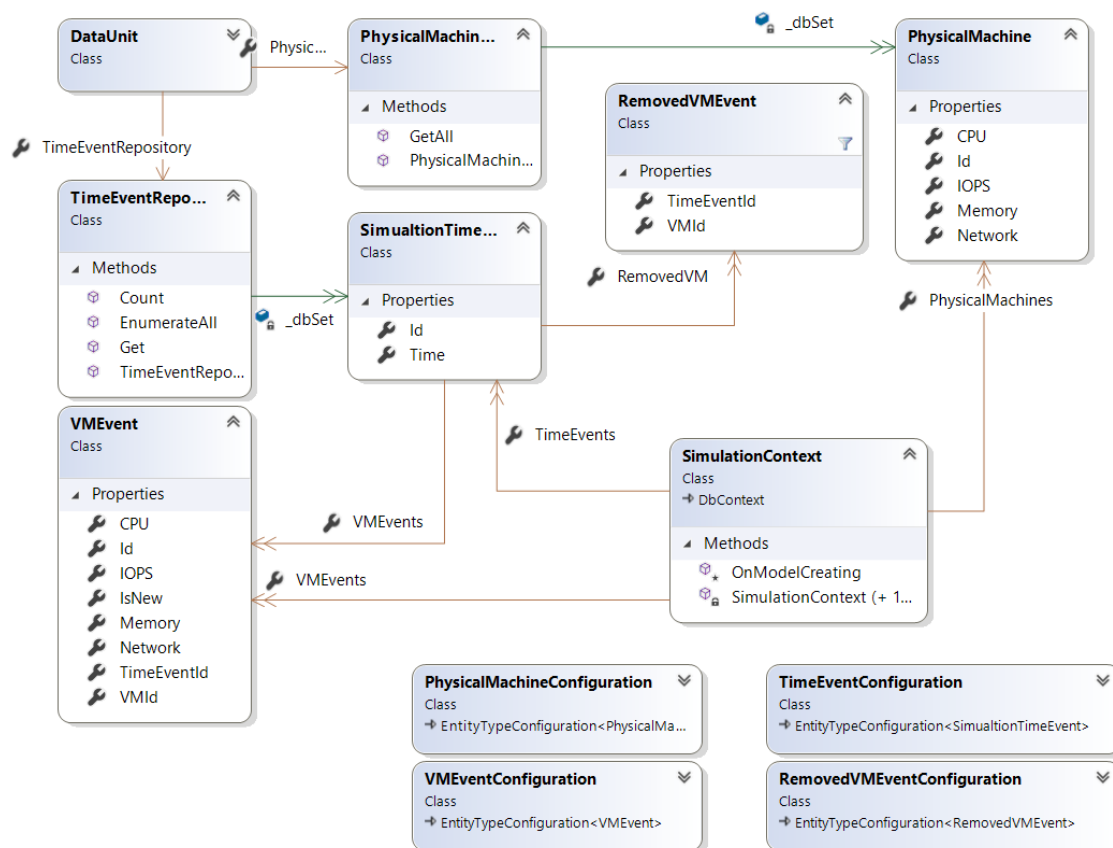 DataUnit
Class
Physic...
PhysicalMachin...
Class
Methods
GetAll
PhysicalMachin...
_dbSet
PhysicalMachine
Class
Properties
CPU
Id
IOPS
Memory
Network
RemovedVMEvent
Class
Properties
TimeEventId
VMId
TimeEventRepository
TimeEventRepo...
Class
Methods
Count
EnumerateAll
Get
TimeEventRepo...
_dbSet
SimualtionTime...
Class
Properties
Id
Time
RemovedVM
PhysicalMachines
VMEvent
Class
Properties
CPU
Id
IOPS
IsNew
Memory
Network
TimeEventId
VMId
TimeEvents
VMEvents
VMEvents
SimulationContext
Class
DbContext
Methods
OnModelCreating
SimulationContext (+ 1...
PhysicalMachineConfiguration
Class
EntityTypeConfiguration<PhysicalMa...
TimeEventConfiguration
Class
EntityTypeConfiguration<SimualtionTimeEvent>
VMEventConfiguration
Class
EntityTypeConfiguration<VMEvent>
RemovedVMEventConfiguration
Class
EntityTypeConfiguration<RemovedVMEvent>